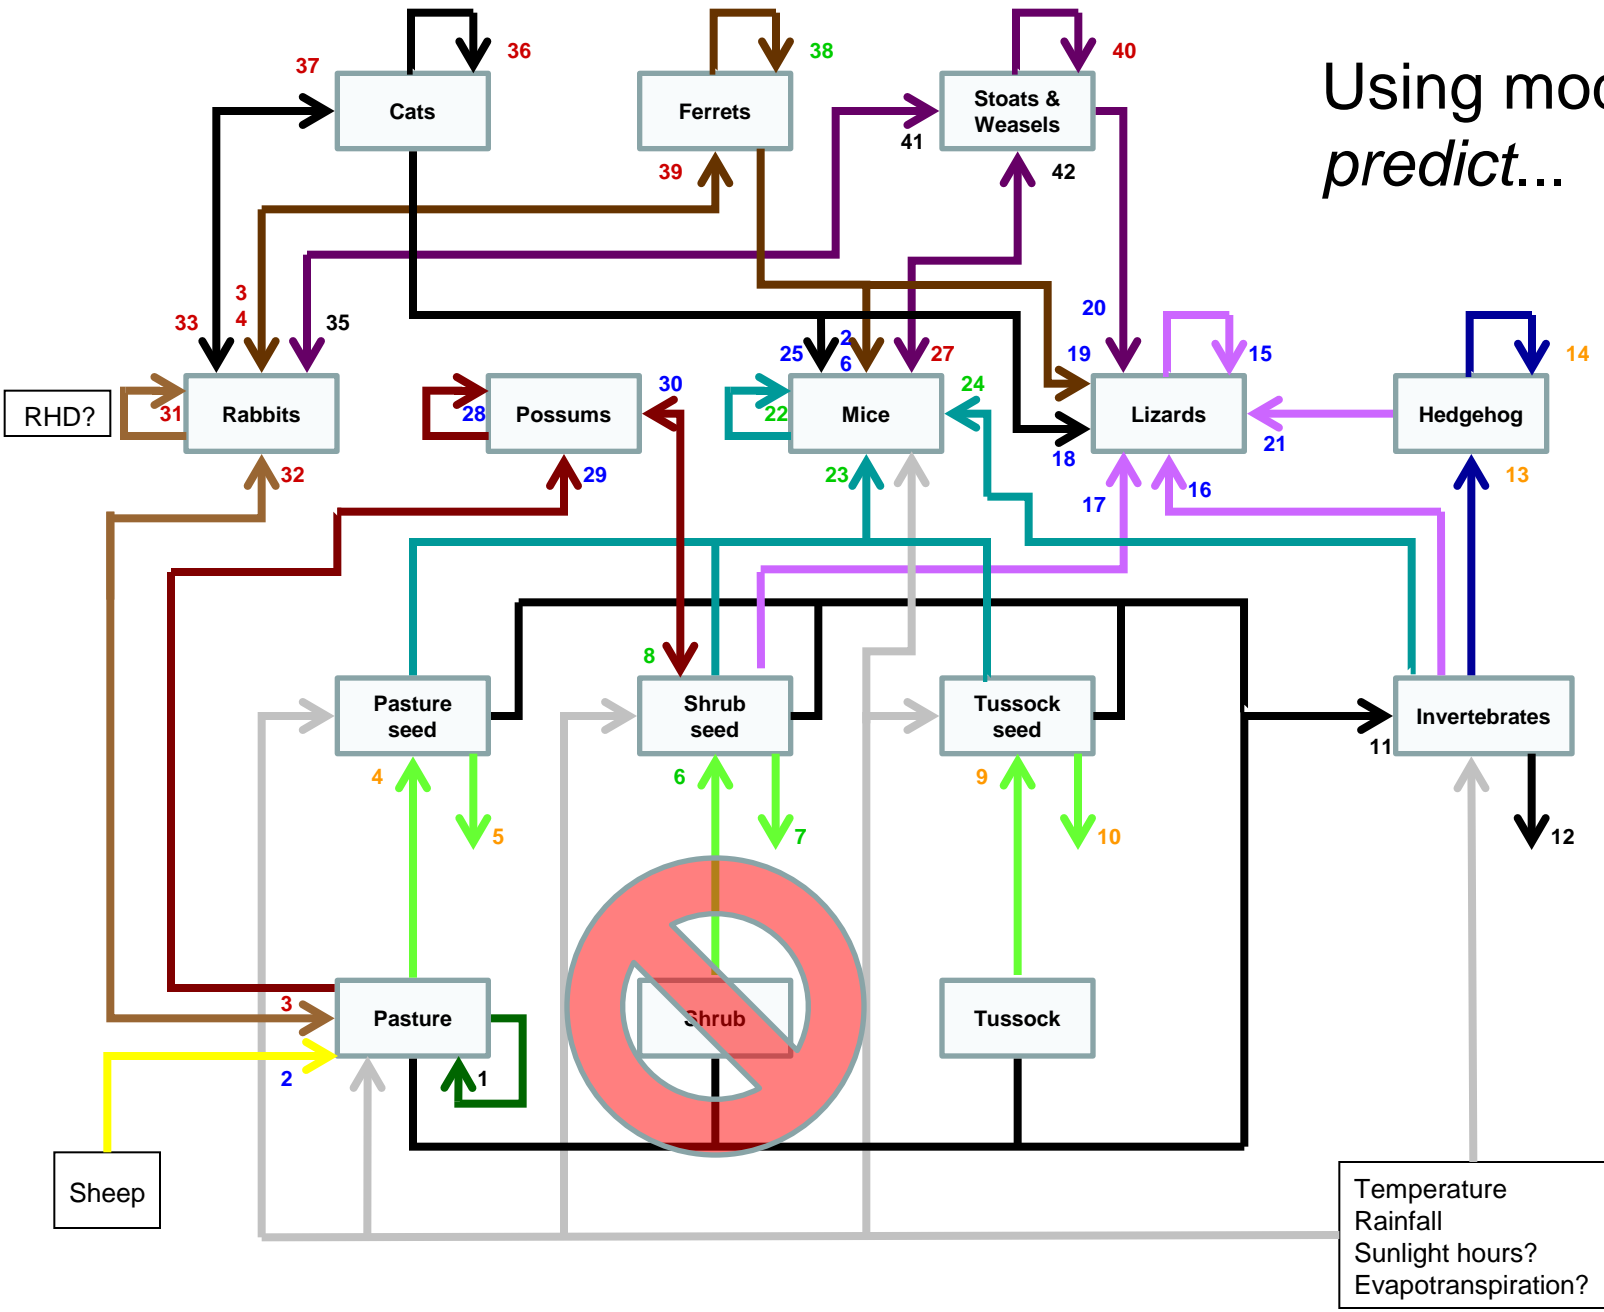 Using mod
predict...
37
36
38
40
Cats
Ferrets
Stoats &
Weasels
41
39
42
33
3
4
35
25
2
6
27
19
20
15
14
RHD?
31
Rabbits
28
Possums
30
22
Mice
24
Lizards
Hedgehog
32
29
23
18
21
17
16
13
8
Pasture
seed
Shrub
seed
Tussock
seed
Invertebrates
11
4
5
6
7
9
10
12
3
Pasture
Shrub
Tussock
2
1
Sheep
Temperature
Rainfall
Sunlight hours?
Evapotranspiration?